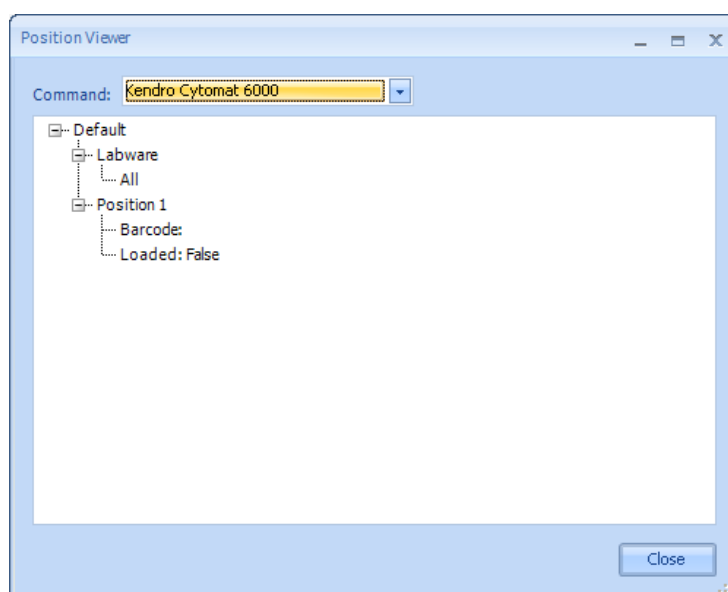 Position Viewer
Command: Kendro Cytomat 6000
Default
Labware
All
Position 1
Barcode:
Loaded: False
Close